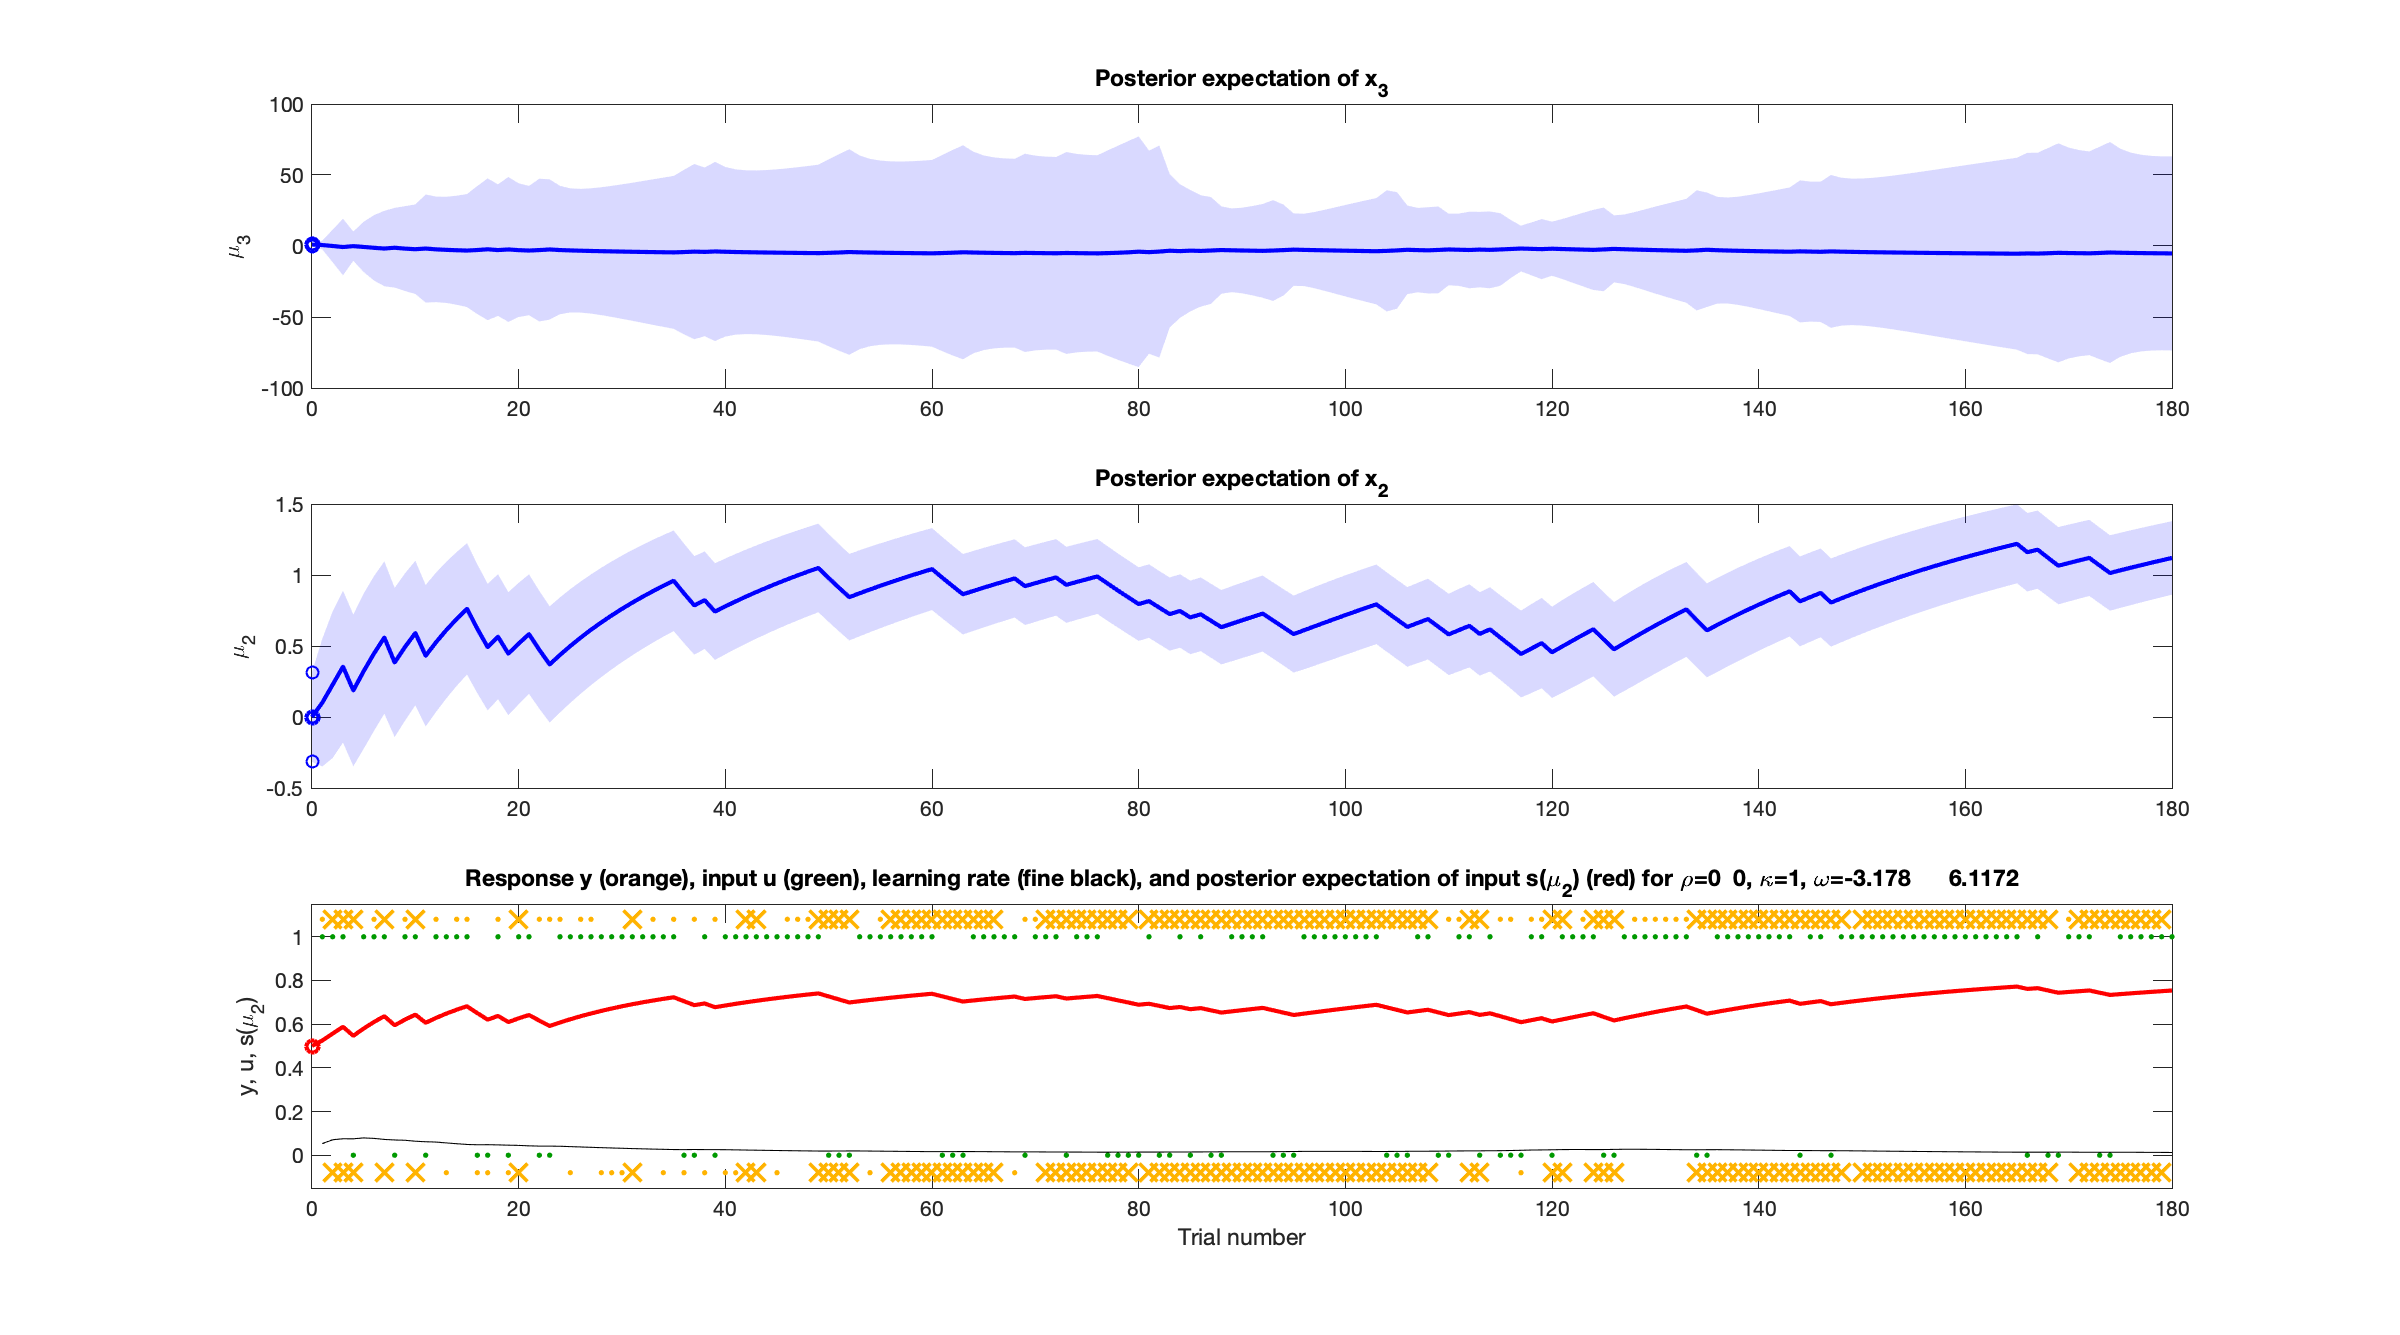 Posterior expectation of x3
100
50
0
-50
-100
μ3
0 20 40 60 80 100 120 140 160 180
Posterior expectation of x2
1.5
1
0.5
0
-0.5
μ2
0 20 40 60 80 100 120 140 160 180
Response y (orange), input u (green), learning rate (fine black), and posterior expectation of input s(μ2) (red) for ρ=0 0, κ=1, ω=-3.178 6.1172
1
0.8
0.6
0.4
0.2
0
y, u, s(μ2)
0 20 40 60 80 100 120 140 160 180
Trial number